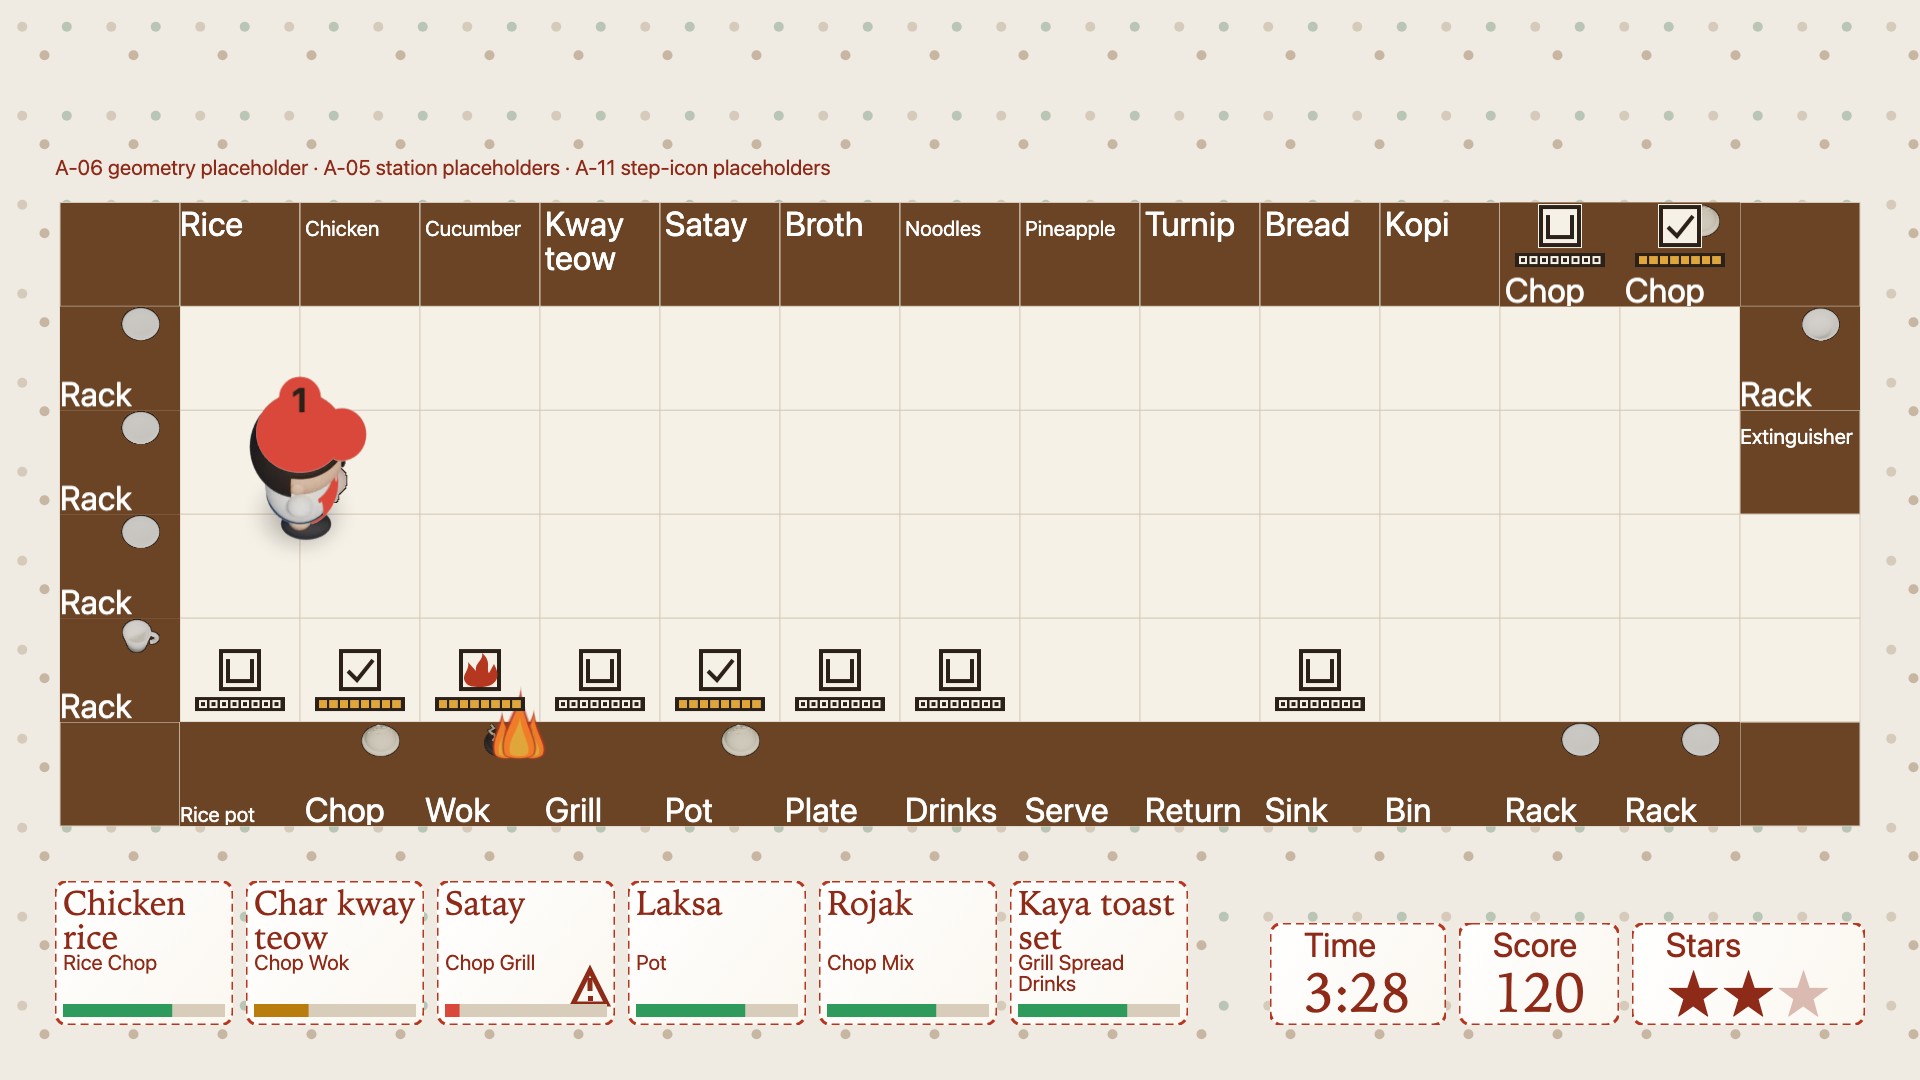 A-06 geometry placeholder · A-05 station placeholders · A-11 step-icon placeholders
Rice
Chicken
Cucumber
Kway
teow
Satay
Broth
Noodles
Pineapple
Turnip
Bread
Kopi
Chop
Chop
Rack
Rack
1
Rack
Extinguisher
Rack
Rack
Rice pot
Chop
Wok
Grill
Pot
Plate
Drinks
Serve
Return
Sink
Bin
Rack
Rack
Chicken
rice
Rice Chop
Char kway
teow
Chop Wok
Satay
Chop Grill
Laksa
Pot
Rojak
Chop Mix
Kaya toast
set
Grill Spread
Drinks
Time
3:28
Score
120
Stars